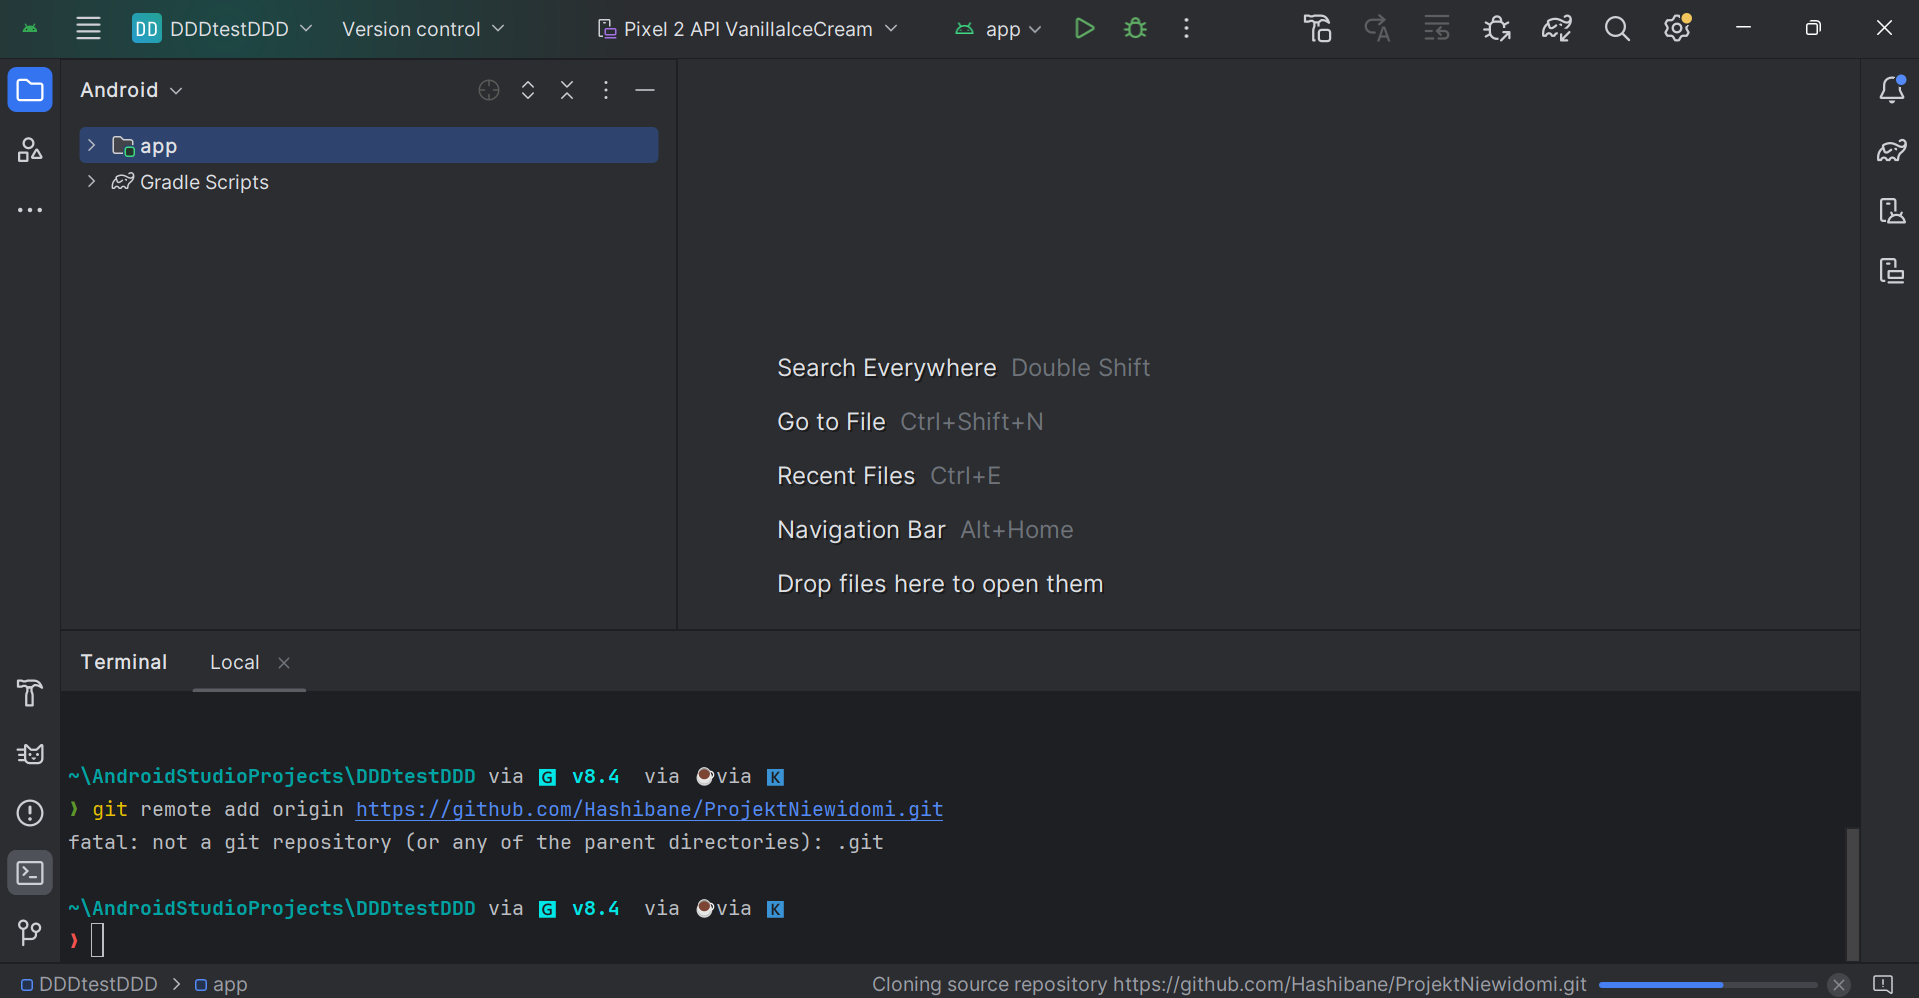 DD DDDtestDDD Version control Pixel 2 API VanillaIceCream app
Android
app
Gradle Scripts
Search Everywhere Double Shift
Go to File Ctrl+Shift+N
Recent Files Ctrl+E
Navigation Bar Alt+Home
Drop files here to open them
Terminal Local
~\AndroidStudioProjects\DDDtestDDD via G v8.4 via ☕via K
❯ git remote add origin https://github.com/Hashibane/ProjektNiewidomi.git
fatal: not a git repository (or any of the parent directories): .git
~\AndroidStudioProjects\DDDtestDDD via G v8.4 via ☕via K
❯
DDDtestDDD > app Cloning source repository https://github.com/Hashibane/ProjektNiewidomi.git